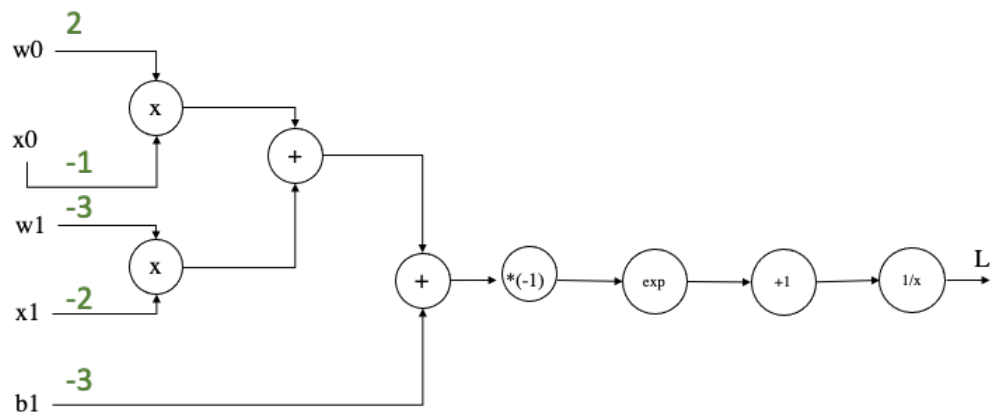 2
w0
x
x0
+
-1
-3
w1
x
L
+
*(-1)
exp
+1
1/x
-2
x1
-3
b1